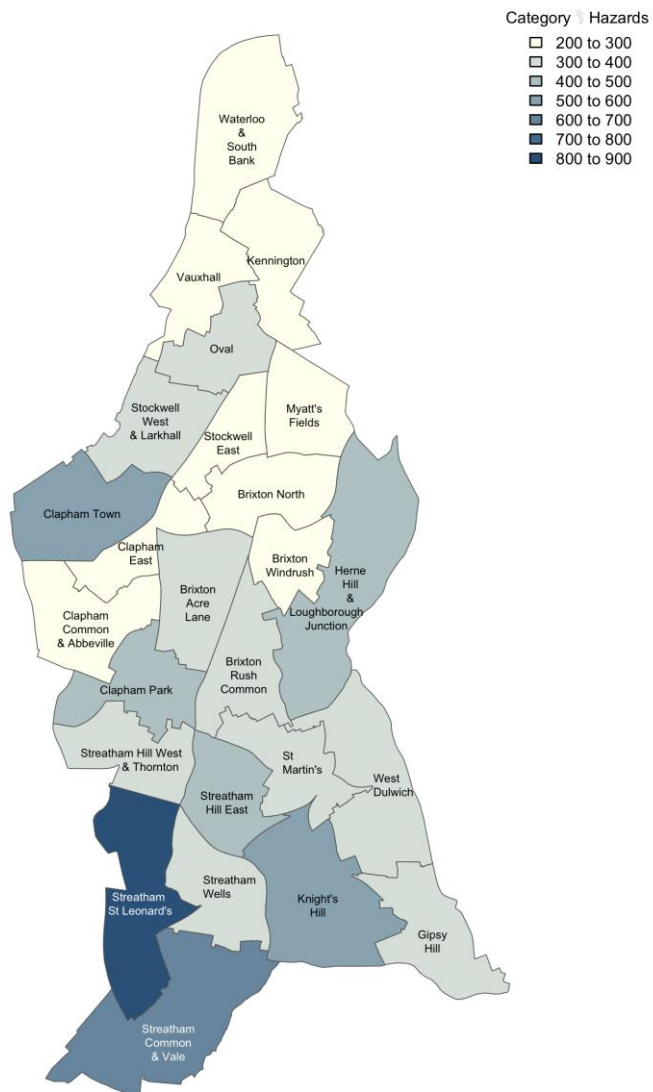 Category Hazards
200 to 300
300 to 400
400 to 500
500 to 600
600 to 700
700 to 800
800 to 900
Waterloo
&
South
Bank
Kennington
Vauxhall
Oval
Stockwell
West
& Larkhall
Myatt's
Fields
Stockwell
East
Brixton North
Clapham Town
Clapham
East
Brixton
Windrush
Herne
Hill
&
Loughborough
Junction
Brixton
Acre
Lane
Clapham
Common
& Abbeville
Brixton
Rush
Common
Clapham Park
Streatham Hill West
& Thornton
St
Martin's
West
Dulwich
Streatham
Hill East
Streatham
Wells
Streatham
St Leonard's
Knight's
Hill
Gipsy
Hill
Streatham
Common
& Vale